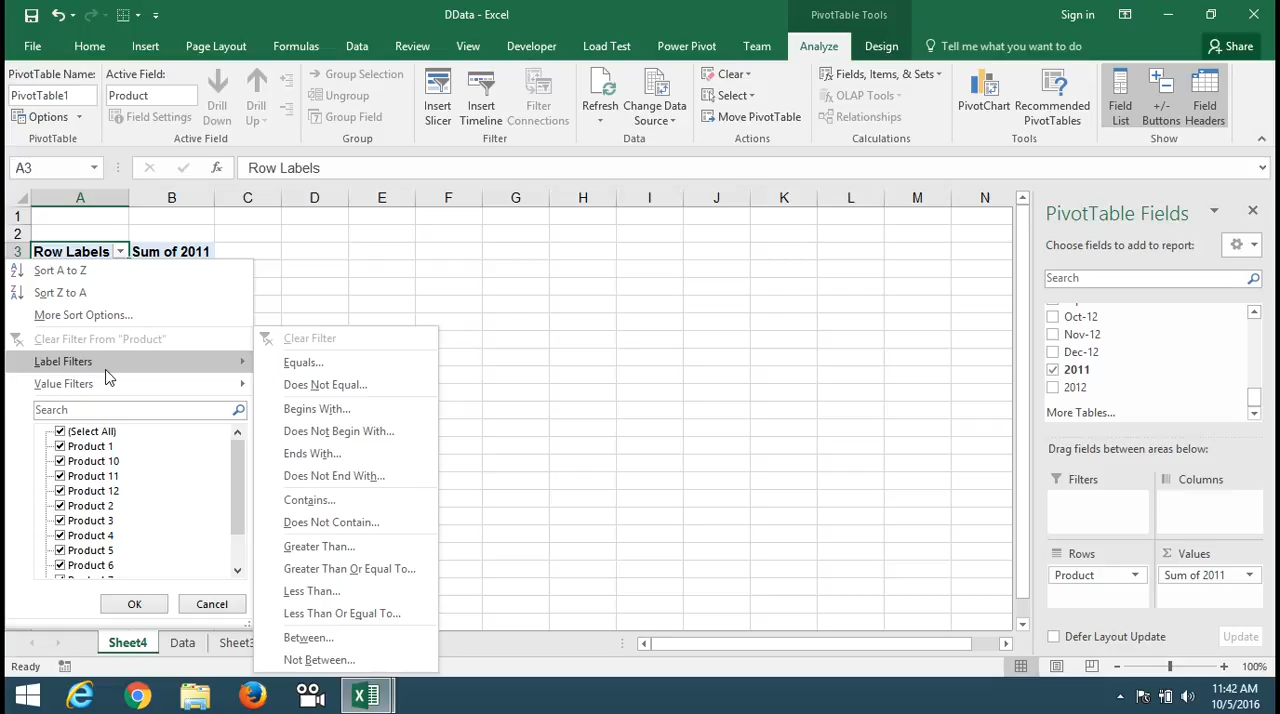 DData - Excel
PivotTable Tools
Sign in
File
Home
Insert
Page Layout
Formulas
Data
Review
View
Developer
Load Test
Power Pivot
Team
Analyze
Design
Tell me what you want to do
Share
PivotTable Name:
PivotTable1
Options
PivotTable
Active Field:
Product
Field Settings
Drill Down
Drill Up
Active Field
Group Selection
Ungroup
Group Field
Group
Insert Slicer
Insert Timeline
Filter Connections
Filter
Refresh
Change Data Source
Data
Clear
Select
Move PivotTable
Actions
Fields, Items, & Sets
OLAP Tools
Relationships
Calculations
PivotChart
Recommended PivotTables
Tools
Field List
+/- Buttons
Field Headers
Show
A3
fx
Row Labels
A B C D E F G H I J K L M N
1
2
3 Row Labels Sum of 2011
Sort A to Z
Sort Z to A
More Sort Options...
Clear Filter From "Product"
Label Filters
Value Filters
Search
(Select All)
Product 1
Product 10
Product 11
Product 12
Product 2
Product 3
Product 4
Product 5
Product 6
OK
Cancel
Clear Filter
Equals...
Does Not Equal...
Begins With...
Does Not Begin With...
Ends With...
Does Not End With...
Contains...
Does Not Contain...
Greater Than...
Greater Than Or Equal To...
Less Than...
Less Than Or Equal To...
Between...
Not Between...
PivotTable Fields
Choose fields to add to report:
Search
Oct-12
Nov-12
Dec-12
2011
2012
More Tables...
Drag fields between areas below:
Filters
Columns
Rows
Σ Values
Product
Sum of 2011
Defer Layout Update
Update
Sheet4
Data
Sheet3
Ready
100%
11:42 AM
10/5/2016